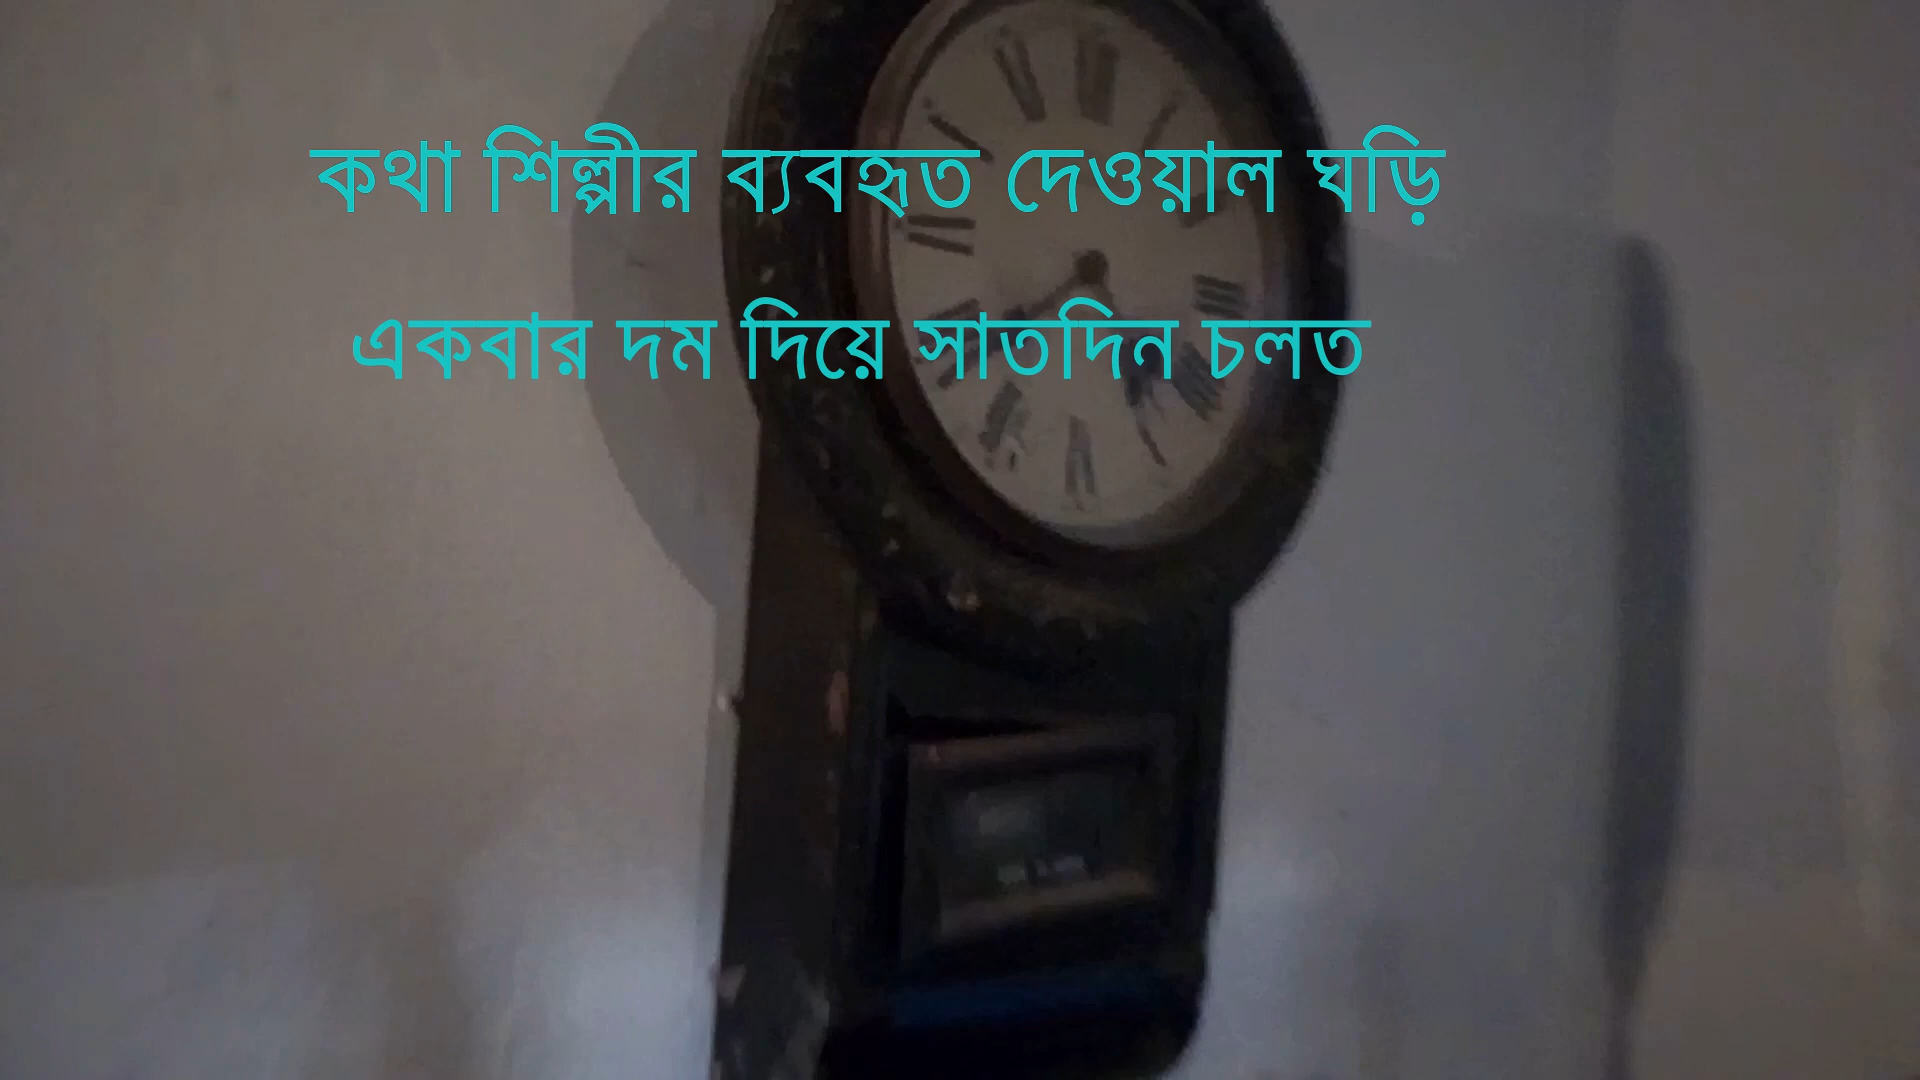 কথা শিল্পীর ব্যবহৃত দেওয়াল ঘড়ি
একবার দম দিয়ে সাতদিন চলত